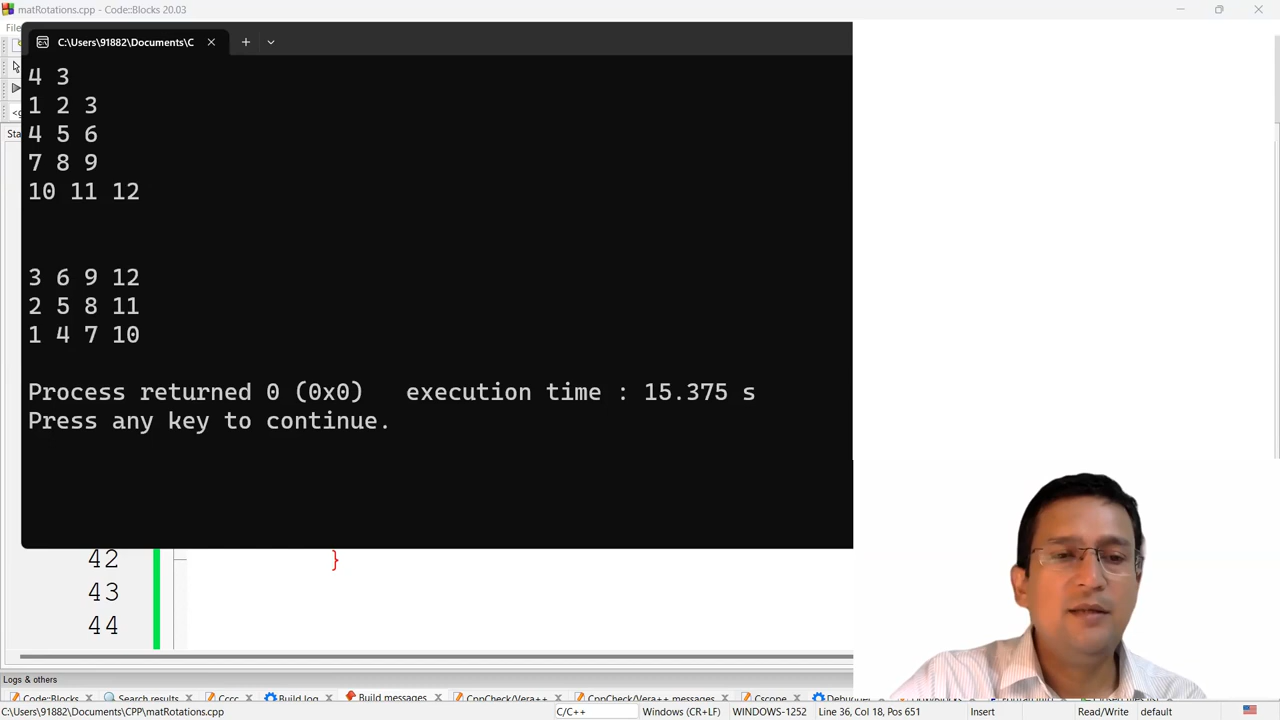 matRotations.cpp - Code::Blocks 20.03
C:\Users\91882\Documents\C
4 3
1 2 3
4 5 6
7 8 9
10 11 12
3 6 9 12
2 5 8 11
1 4 7 10
Process returned 0 (0x0)   execution time : 15.375 s
Press any key to continue.
42 }
43
44
Logs & others
Code::Blocks Search results Cccc Build log Build messages CppCheck/Vera++ CppCheck/Vera++ messages Cscope
C:\Users\91882\Documents\CPP\matRotations.cpp C/C++ Windows (CR+LF) WINDOWS-1252 Line 36, Col 18, Pos 651 Insert Read/Write default